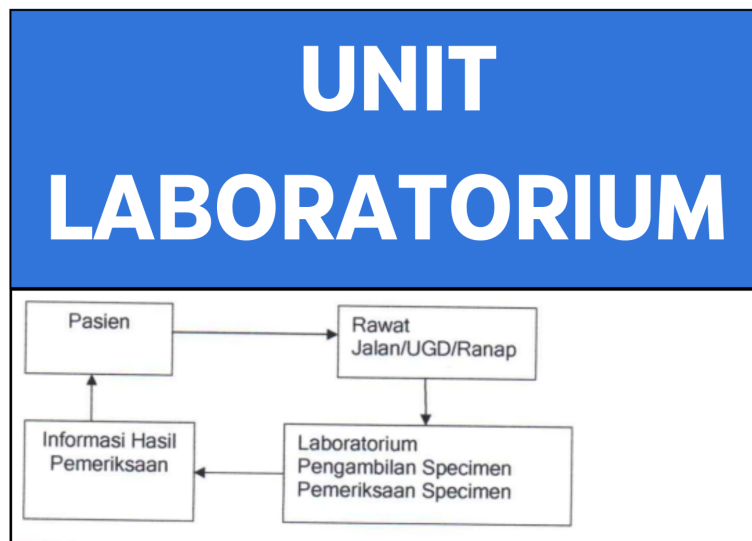 UNIT
LABORATORIUM
Pasien
Rawat
Jalan/UGD/Ranap
Informasi Hasil
Pemeriksaan
Laboratorium
Pengambilan Specimen
Pemeriksaan Specimen